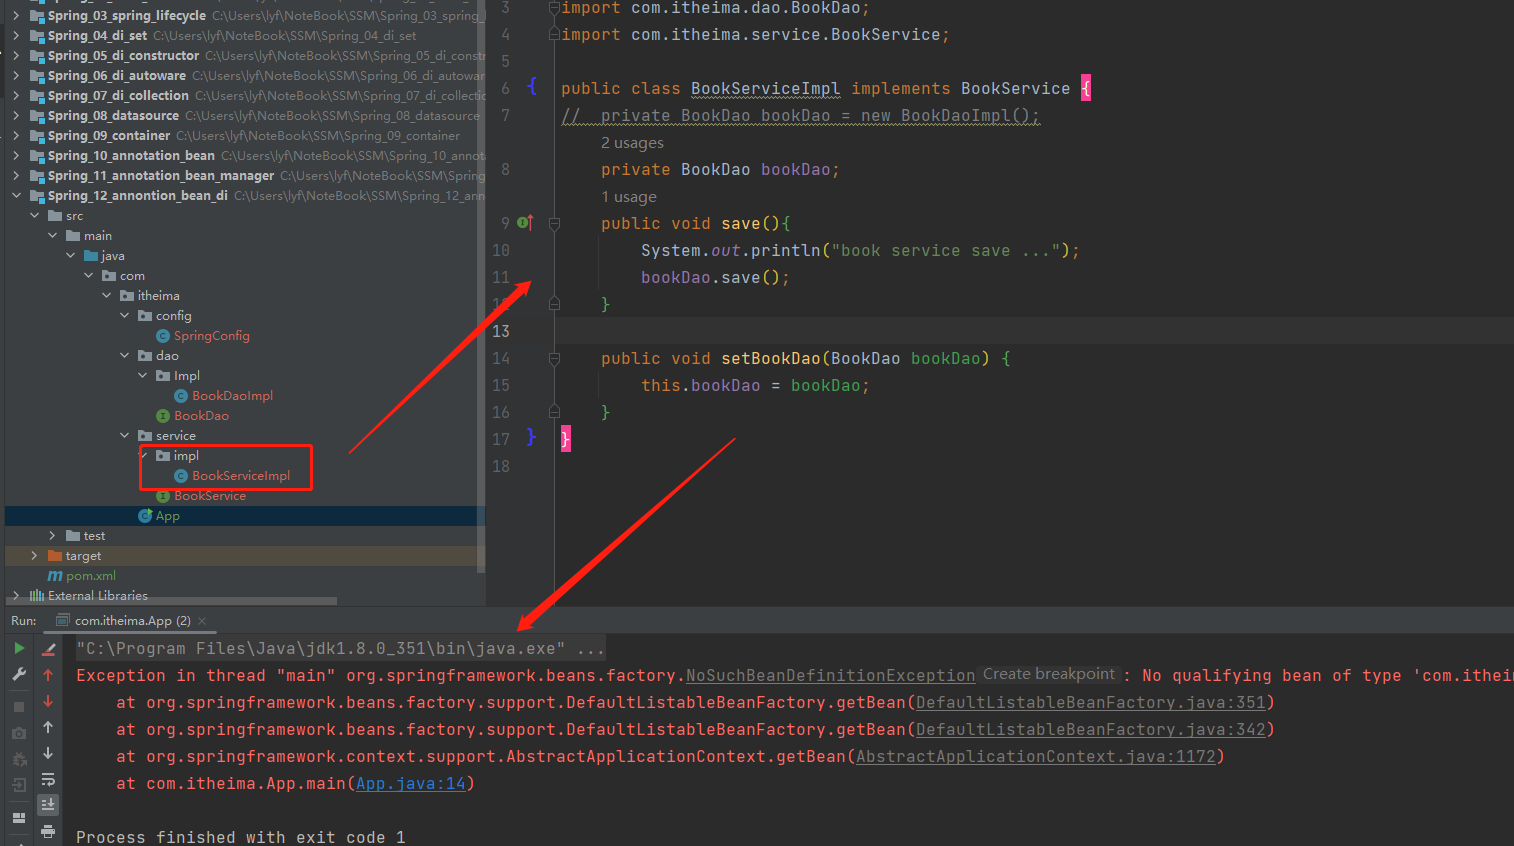 Spring_03_spring_lifecycle C:\Users\lyf\NoteBook\SSM\Spring_03_spring_l
Spring_04_di_set C:\Users\lyf\NoteBook\SSM\Spring_04_di_set
Spring_05_di_constructor C:\Users\lyf\NoteBook\SSM\Spring_05_di_constr
Spring_06_di_autoware C:\Users\lyf\NoteBook\SSM\Spring_06_di_autowar
Spring_07_di_collection C:\Users\lyf\NoteBook\SSM\Spring_07_di_collectio
Spring_08_datasource C:\Users\lyf\NoteBook\SSM\Spring_08_datasource
Spring_09_container C:\Users\lyf\NoteBook\SSM\Spring_09_container
Spring_10_annotation_bean C:\Users\lyf\NoteBook\SSM\Spring_10_annota
Spring_11_annotation_bean_manager C:\Users\lyf\NoteBook\SSM\Spring
Spring_12_annontion_bean_di C:\Users\lyf\NoteBook\SSM\Spring_12_anno
src
main
java
com
itheima
config
SpringConfig
dao
Impl
BookDaoImpl
BookDao
service
impl
BookServiceImpl
BookService
App
test
target
pom.xml
External Libraries
3 import com.itheima.dao.BookDao;
4 import com.itheima.service.BookService;
5
6 { public class BookServiceImpl implements BookService {
7 // private BookDao bookDao = new BookDaoImpl();
2 usages
8 private BookDao bookDao;
1 usage
9 public void save(){
10 System.out.println("book service save ...");
11 bookDao.save();
12 }
13
14 public void setBookDao(BookDao bookDao) {
15 this.bookDao = bookDao;
16 }
17 } }
18
Run: com.itheima.App (2)
"C:\Program Files\Java\jdk1.8.0_351\bin\java.exe" ...
Exception in thread "main" org.springframework.beans.factory.NoSuchBeanDefinitionException Create breakpoint : No qualifying bean of type 'com.ithei
at org.springframework.beans.factory.support.DefaultListableBeanFactory.getBean(DefaultListableBeanFactory.java:351)
at org.springframework.beans.factory.support.DefaultListableBeanFactory.getBean(DefaultListableBeanFactory.java:342)
at org.springframework.context.support.AbstractApplicationContext.getBean(AbstractApplicationContext.java:1172)
at com.itheima.App.main(App.java:14)
Process finished with exit code 1